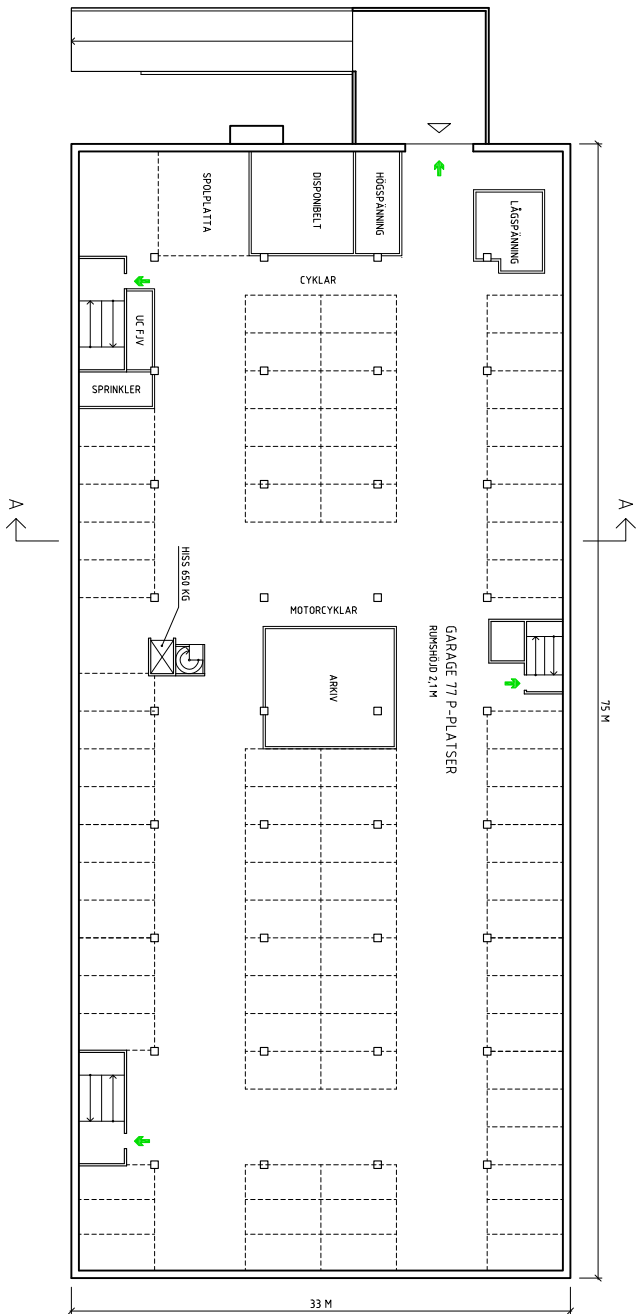 HÖGSPÄNNING
DISPONIBELT
SPOLPLATTA
LÅGSPÄNNING
CYKLAR
UC FJV
SPRINKLER
A
A
HISS 650 KG
MOTORCYKLAR
GARAGE 77 P-PLATSER
RUMSHÖJD 2,1 M
ARKIV
75 M
33 M